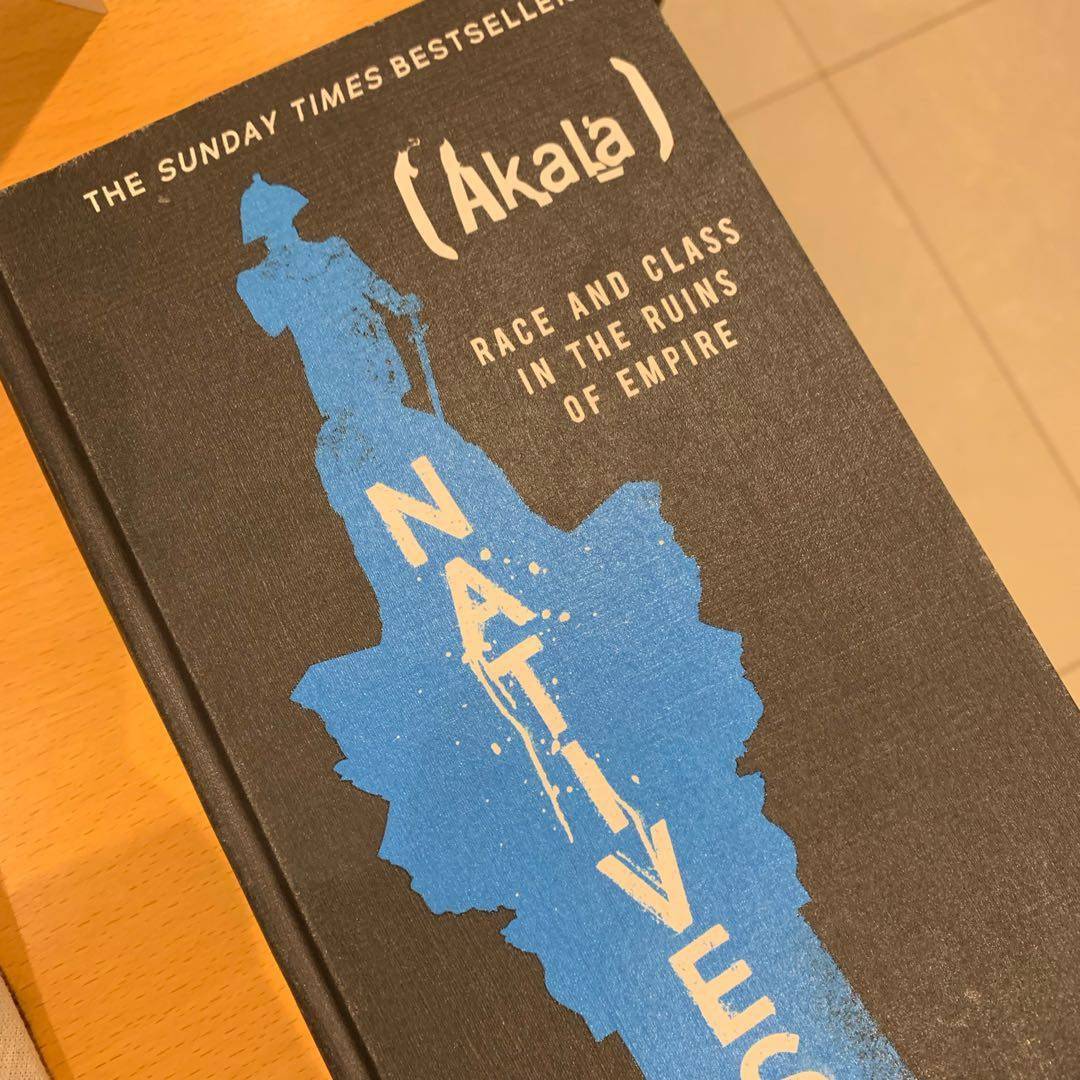 THE SUNDAY TIMES BESTSELLER
(Akala)
RACE AND CLASS
IN THE RUINS
OF EMPIRE
NATIVES